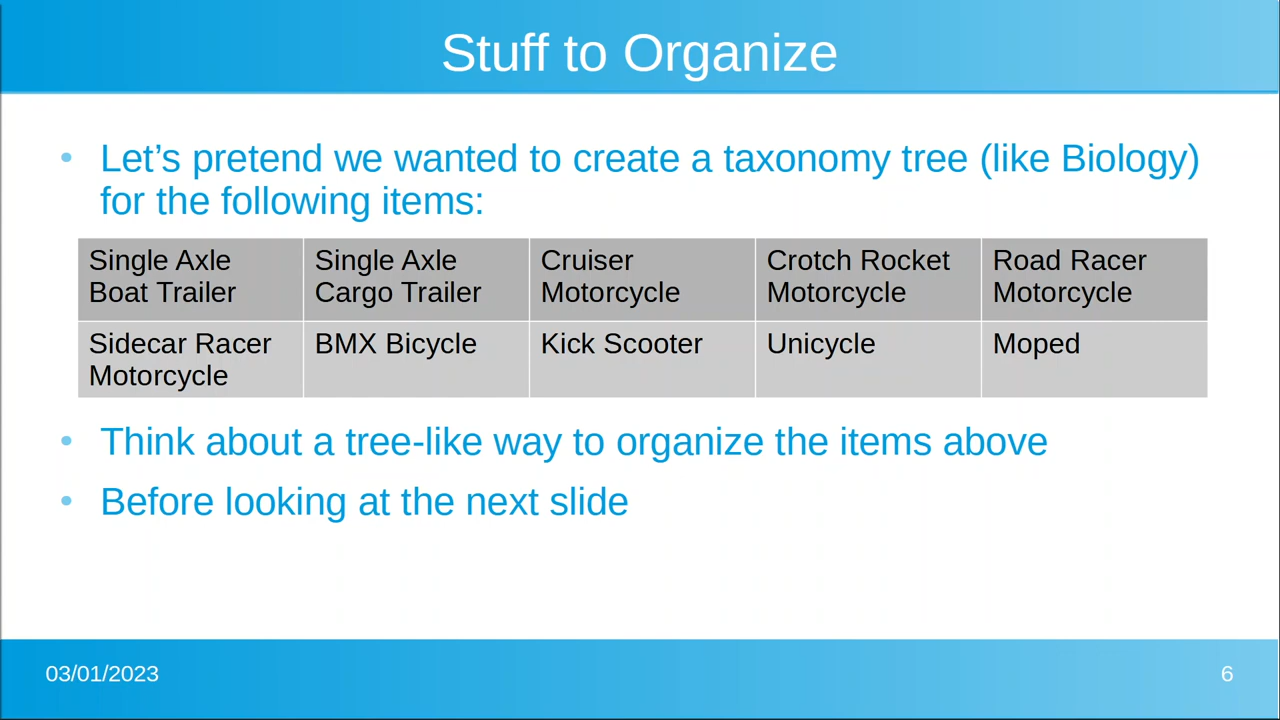 Stuff to Organize
• Let’s pretend we wanted to create a taxonomy tree (like Biology)
for the following items:
Single Axle Boat Trailer
Single Axle Cargo Trailer
Cruiser Motorcycle
Crotch Rocket Motorcycle
Road Racer Motorcycle
Sidecar Racer Motorcycle
BMX Bicycle
Kick Scooter
Unicycle
Moped
• Think about a tree-like way to organize the items above
• Before looking at the next slide
03/01/2023
6